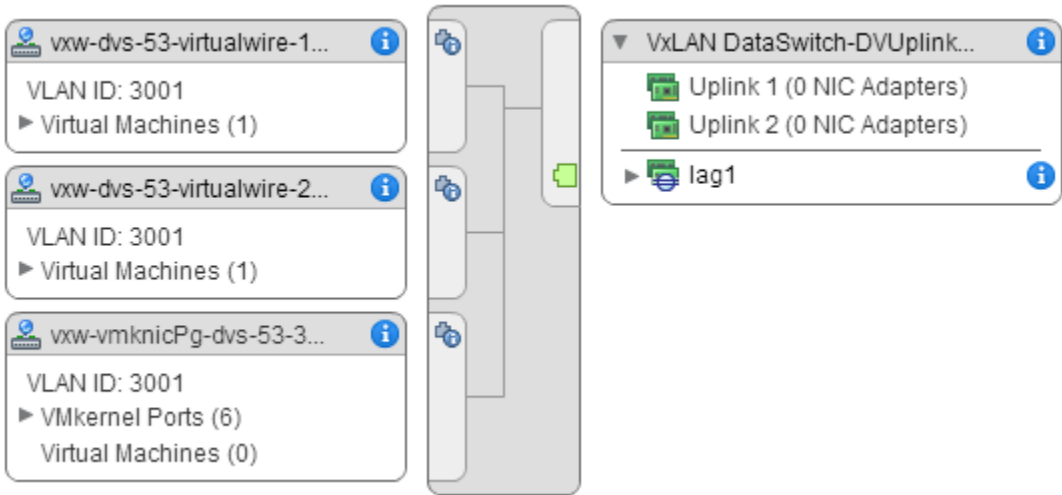 vxw-dvs-53-virtualwire-1...
VLAN ID: 3001
Virtual Machines (1)
vxw-dvs-53-virtualwire-2...
VLAN ID: 3001
Virtual Machines (1)
vxw-vmknicPg-dvs-53-3...
VLAN ID: 3001
VMkernel Ports (6)
Virtual Machines (0)
VxLAN DataSwitch-DVUplink...
Uplink 1 (0 NIC Adapters)
Uplink 2 (0 NIC Adapters)
lag1